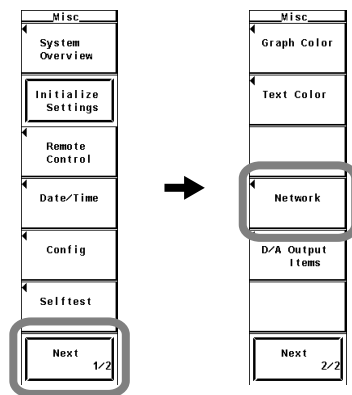 Misc
System
Overview
Initialize
Settings
Remote
Control
Date/Time
Config
Selftest
Next
1/2
Misc
Graph Color
Text Color
Network
D/A Output
Items
Next
2/2